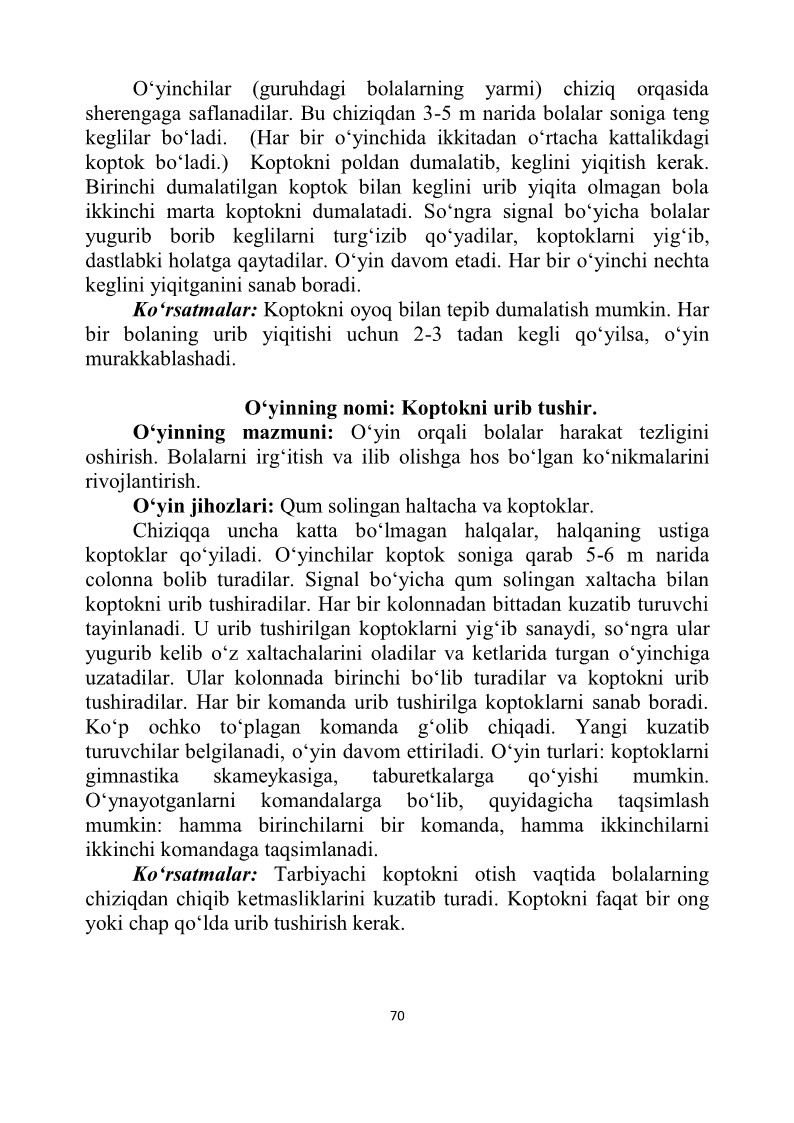 O‘yinchilar (guruhdagi bolalarning yarmi) chiziq orqasida
sherengaga saflanadilar. Bu chiziqdan 3-5 m narida bolalar soniga teng
keglilar bo‘ladi. (Har bir o‘yinchida ikkitadan o‘rtacha kattalikdagi
koptok bo‘ladi.) Koptokni poldan dumalatib, keglini yiqitish kerak.
Birinchi dumalatilgan koptok bilan keglini urib yiqita olmagan bola
ikkinchi marta koptokni dumalatadi. So‘ngra signal bo‘yicha bolalar
yugurib borib keglilarni turg‘izib qo‘yadilar, koptoklarni yig‘ib,
dastlabki holatga qaytadilar. O‘yin davom etadi. Har bir o‘yinchi nechta
keglini yiqitganini sanab boradi.
Ko‘rsatmalar: Koptokni oyoq bilan tepib dumalatish mumkin. Har
bir bolaning urib yiqitishi uchun 2-3 tadan kegli qo‘yilsa, o‘yin
murakkablashadi.
O‘yinning nomi: Koptokni urib tushir.
O‘yinning mazmuni: O‘yin orqali bolalar harakat tezligini
oshirish. Bolalarni irg‘itish va ilib olishga hos bo‘lgan ko‘nikmalarini
rivojlantirish.
O‘yin jihozlari: Qum solingan haltacha va koptoklar.
Chiziqqa uncha katta bo‘lmagan halqalar, halqaning ustiga
koptoklar qo‘yiladi. O‘yinchilar koptok soniga qarab 5-6 m narida
colonna bolib turadilar. Signal bo‘yicha qum solingan xaltacha bilan
koptokni urib tushiradilar. Har bir kolonnadan bittadan kuzatib turuvchi
tayinlanadi. U urib tushirilgan koptoklarni yig‘ib sanaydi, so‘ngra ular
yugurib kelib o‘z xaltachalarini oladilar va ketlarida turgan o‘yinchiga
uzatadilar. Ular kolonnada birinchi bo‘lib turadilar va koptokni urib
tushiradilar. Har bir komanda urib tushirilga koptoklarni sanab boradi.
Ko‘p ochko to‘plagan komanda g‘olib chiqadi. Yangi kuzatib
turuvchilar belgilanadi, o‘yin davom ettiriladi. O‘yin turlari: koptoklarni
gimnastika skameykasiga, taburetkalarga qo‘yishi mumkin.
O‘ynayotganlarni komandalarga bo‘lib, quyidagicha taqsimlash
mumkin: hamma birinchilarni bir komanda, hamma ikkinchilarni
ikkinchi komandaga taqsimlanadi.
Ko‘rsatmalar: Tarbiyachi koptokni otish vaqtida bolalarning
chiziqdan chiqib ketmasliklarini kuzatib turadi. Koptokni faqat bir ong
yoki chap qo‘lda urib tushirish kerak.
70